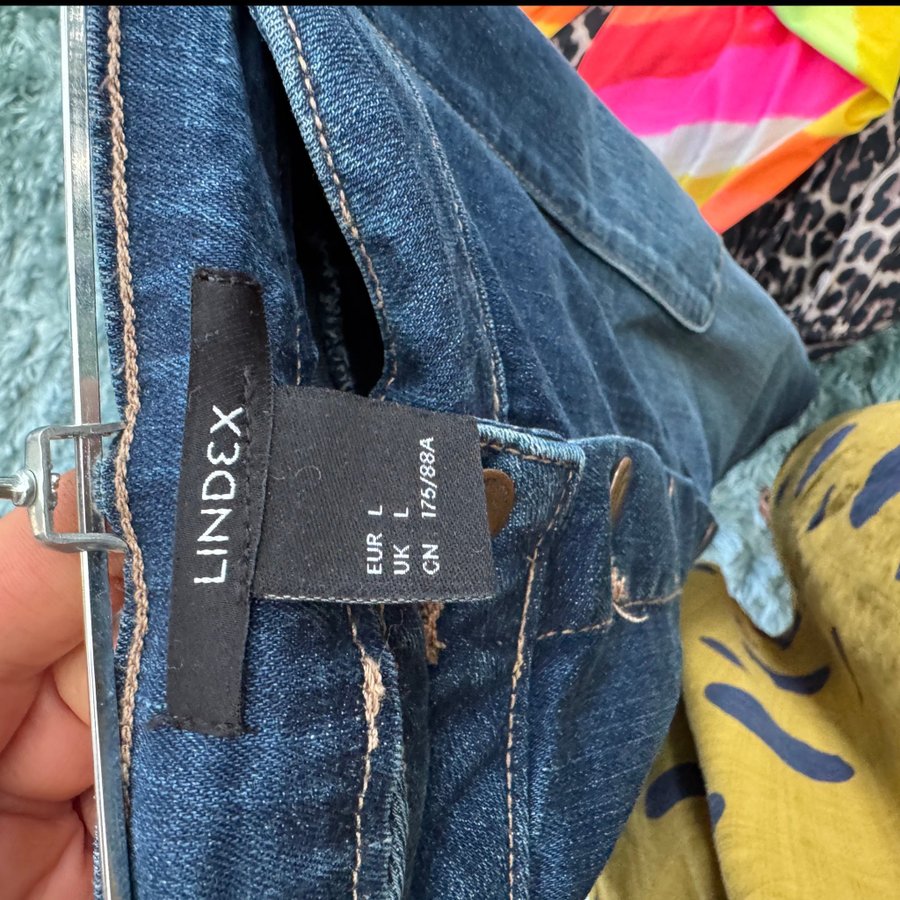 LINDEX
EUR L
UK L
CN 175/88A